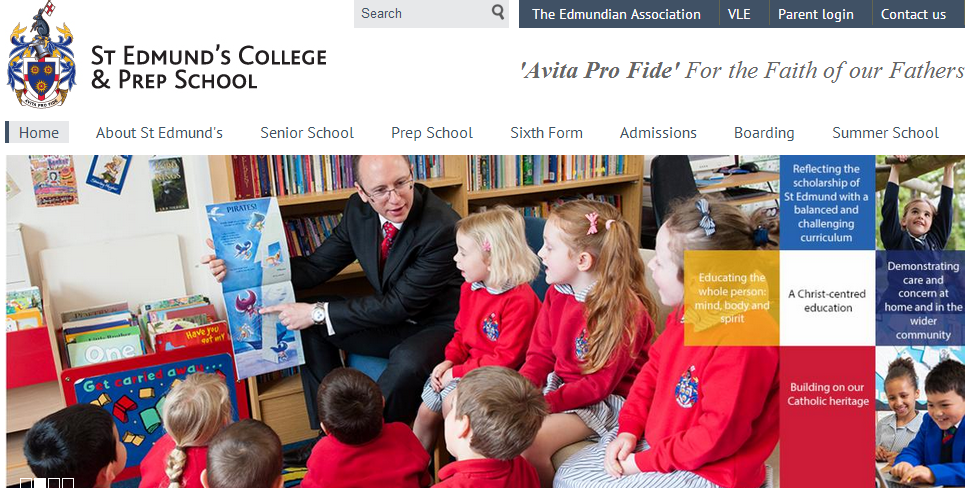 Search
The Edmundian Association
VLE
Parent login
Contact us
ST EDMUND'S COLLEGE
& PREP SCHOOL
AVITA PRO FIDE
'Avita Pro Fide' For the Faith of our Fathers
Home
About St Edmund's
Senior School
Prep School
Sixth Form
Admissions
Boarding
Summer School
PIRATES!
One
Have you
got my
Get carried away...
Reflecting the
scholarship of
St Edmund with a
balanced and
challenging
curriculum
Educating the
whole person:
mind, body and
spirit
A Christ-centred
education
Demonstrating
care and
concern at
home and in the
wider
community
Building on our
Catholic heritage